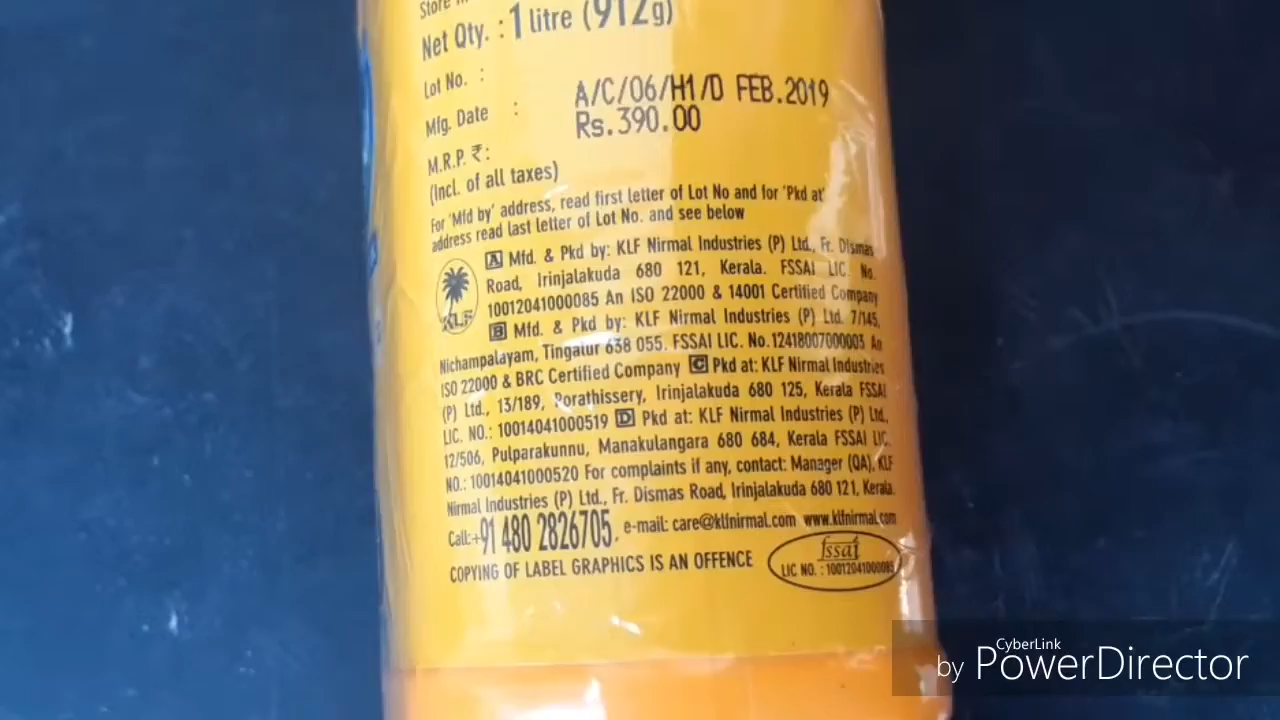 Store
Net Qty. : 1 litre (912g)
Lot No. :
A/C/06/H1/D FEB.2019
Mfg. Date :
Rs.390.00
M.R.P. ₹:
(Incl. of all taxes)
For 'Mfd by' address, read first letter of Lot No and for 'Pkd at'
address read last letter of Lot No. and see below
A Mfd. & Pkd by: KLF Nirmal Industries (P) Ltd., Fr. Dismas
Road, Irinjalakuda 680 121, Kerala. FSSAI LIC. No.
10012041000085 An ISO 22000 & 14001 Certified Company
KLF
B Mfd. & Pkd by: KLF Nirmal Industries (P) Ltd. 7/145,
Nichampalayam, Tingalur 638 055. FSSAI LIC. No.12418007000003 An
ISO 22000 & BRC Certified Company C Pkd at: KLF Nirmal Industries
(P) Ltd., 13/189, Porathissery, Irinjalakuda 680 125, Kerala FSSAI
LIC. NO.: 10014041000519 D Pkd at: KLF Nirmal Industries (P) Ltd.,
12/506, Pulparakunnu, Manakulangara 680 684, Kerala FSSAI LIC.
NO.: 10014041000520 For complaints if any, contact: Manager (QA), KLF
Nirmal Industries (P) Ltd., Fr. Dismas Road, Irinjalakuda 680 121, Kerala.
Call:+91 480 2826705, e-mail: care@klfnirmal.com www.klfnirmal.com
COPYING OF LABEL GRAPHICS IS AN OFFENCE
fssai
LIC NO. : 10012041000085
CyberLink
by PowerDirector